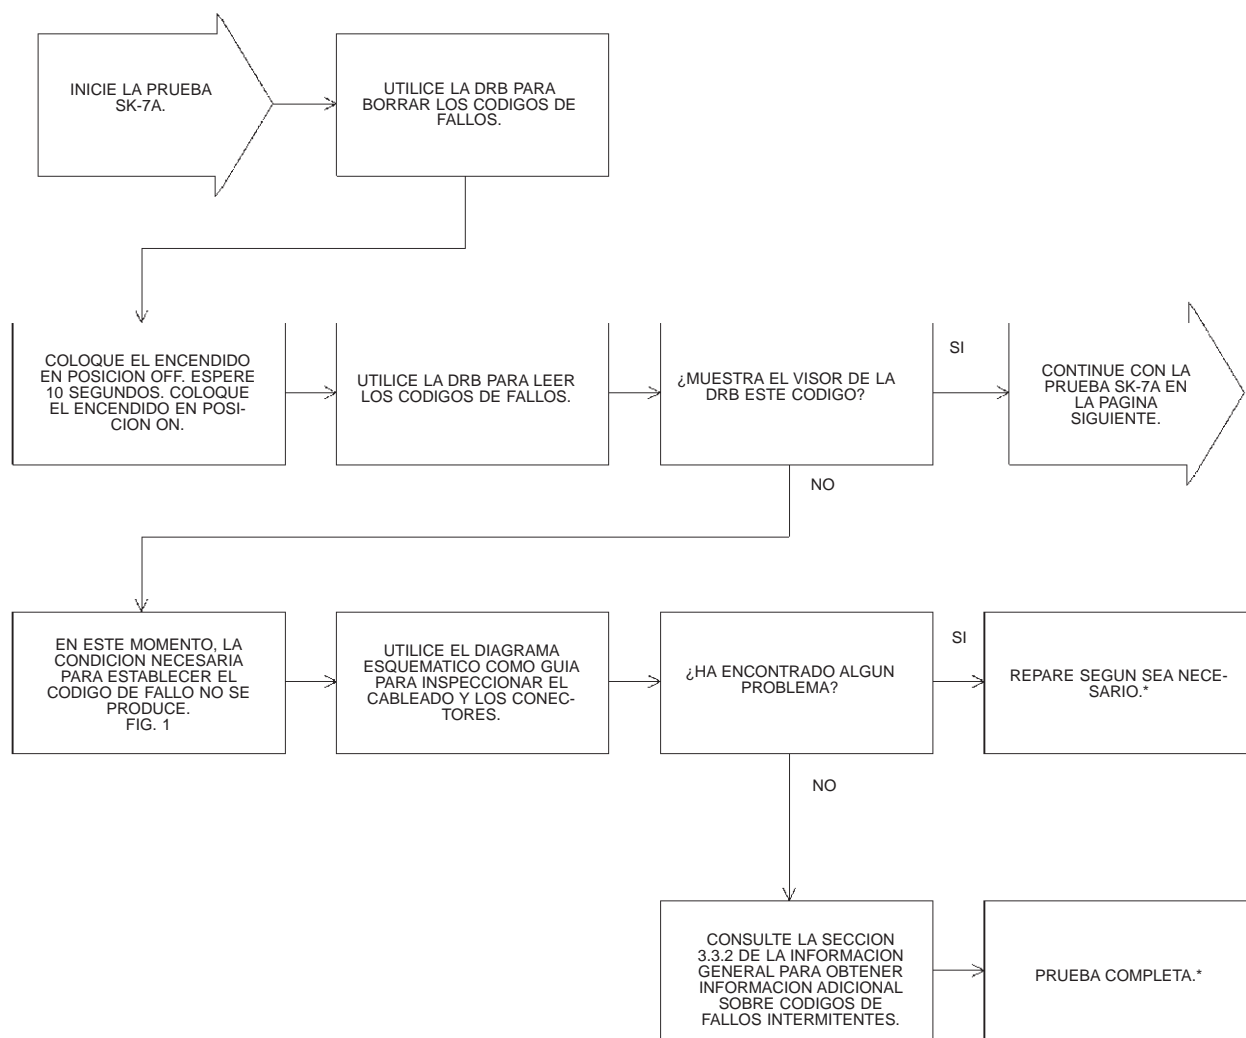 INICIE LA PRUEBA
SK-7A.
UTILICE LA DRB PARA
BORRAR LOS CODIGOS DE
FALLOS.
COLOQUE EL ENCENDIDO
EN POSICION OFF. ESPERE
10 SEGUNDOS. COLOQUE
EL ENCENDIDO EN POSI-
CION ON.
UTILICE LA DRB PARA LEER
LOS CODIGOS DE FALLOS.
¿MUESTRA EL VISOR DE LA
DRB ESTE CODIGO?
SI
CONTINUE CON LA
PRUEBA SK-7A EN
LA PAGINA
SIGUIENTE.
NO
EN ESTE MOMENTO, LA
CONDICION NECESARIA
PARA ESTABLECER EL
CODIGO DE FALLO NO SE
PRODUCE.
FIG. 1
UTILICE EL DIAGRAMA
ESQUEMATICO COMO GUIA
PARA INSPECCIONAR EL
CABLEADO Y LOS CONEC-
TORES.
¿HA ENCONTRADO ALGUN
PROBLEMA?
SI
REPARE SEGUN SEA NECE-
SARIO.*
NO
CONSULTE LA SECCION
3.3.2 DE LA INFORMACION
GENERAL PARA OBTENER
INFORMACION ADICIONAL
SOBRE CODIGOS DE
FALLOS INTERMITENTES.
PRUEBA COMPLETA.*